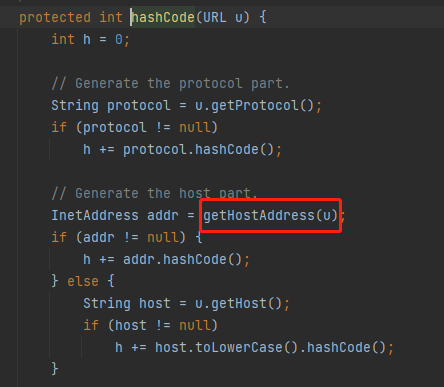 protected int hashCode(URL u) {
int h = 0;
// Generate the protocol part.
String protocol = u.getProtocol();
if (protocol != null)
h += protocol.hashCode();
// Generate the host part.
InetAddress addr = getHostAddress(u);
if (addr != null) {
h += addr.hashCode();
} else {
String host = u.getHost();
if (host != null)
h += host.toLowerCase().hashCode();
}